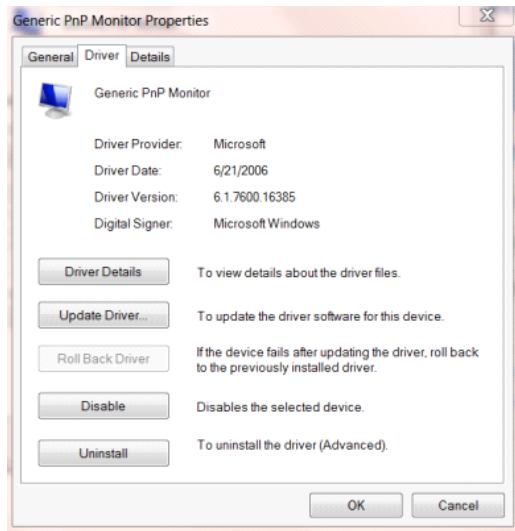 Generic PnP Monitor Properties
General Driver Details
Generic PnP Monitor
Driver Provider: Microsoft
Driver Date: 6/21/2006
Driver Version: 6.1.7600.16385
Digital Signer: Microsoft Windows
Driver Details To view details about the driver files.
Update Driver... To update the driver software for this device.
Roll Back Driver If the device fails after updating the driver, roll back
to the previously installed driver.
Disable Disables the selected device.
Uninstall To uninstall the driver (Advanced).
OK Cancel